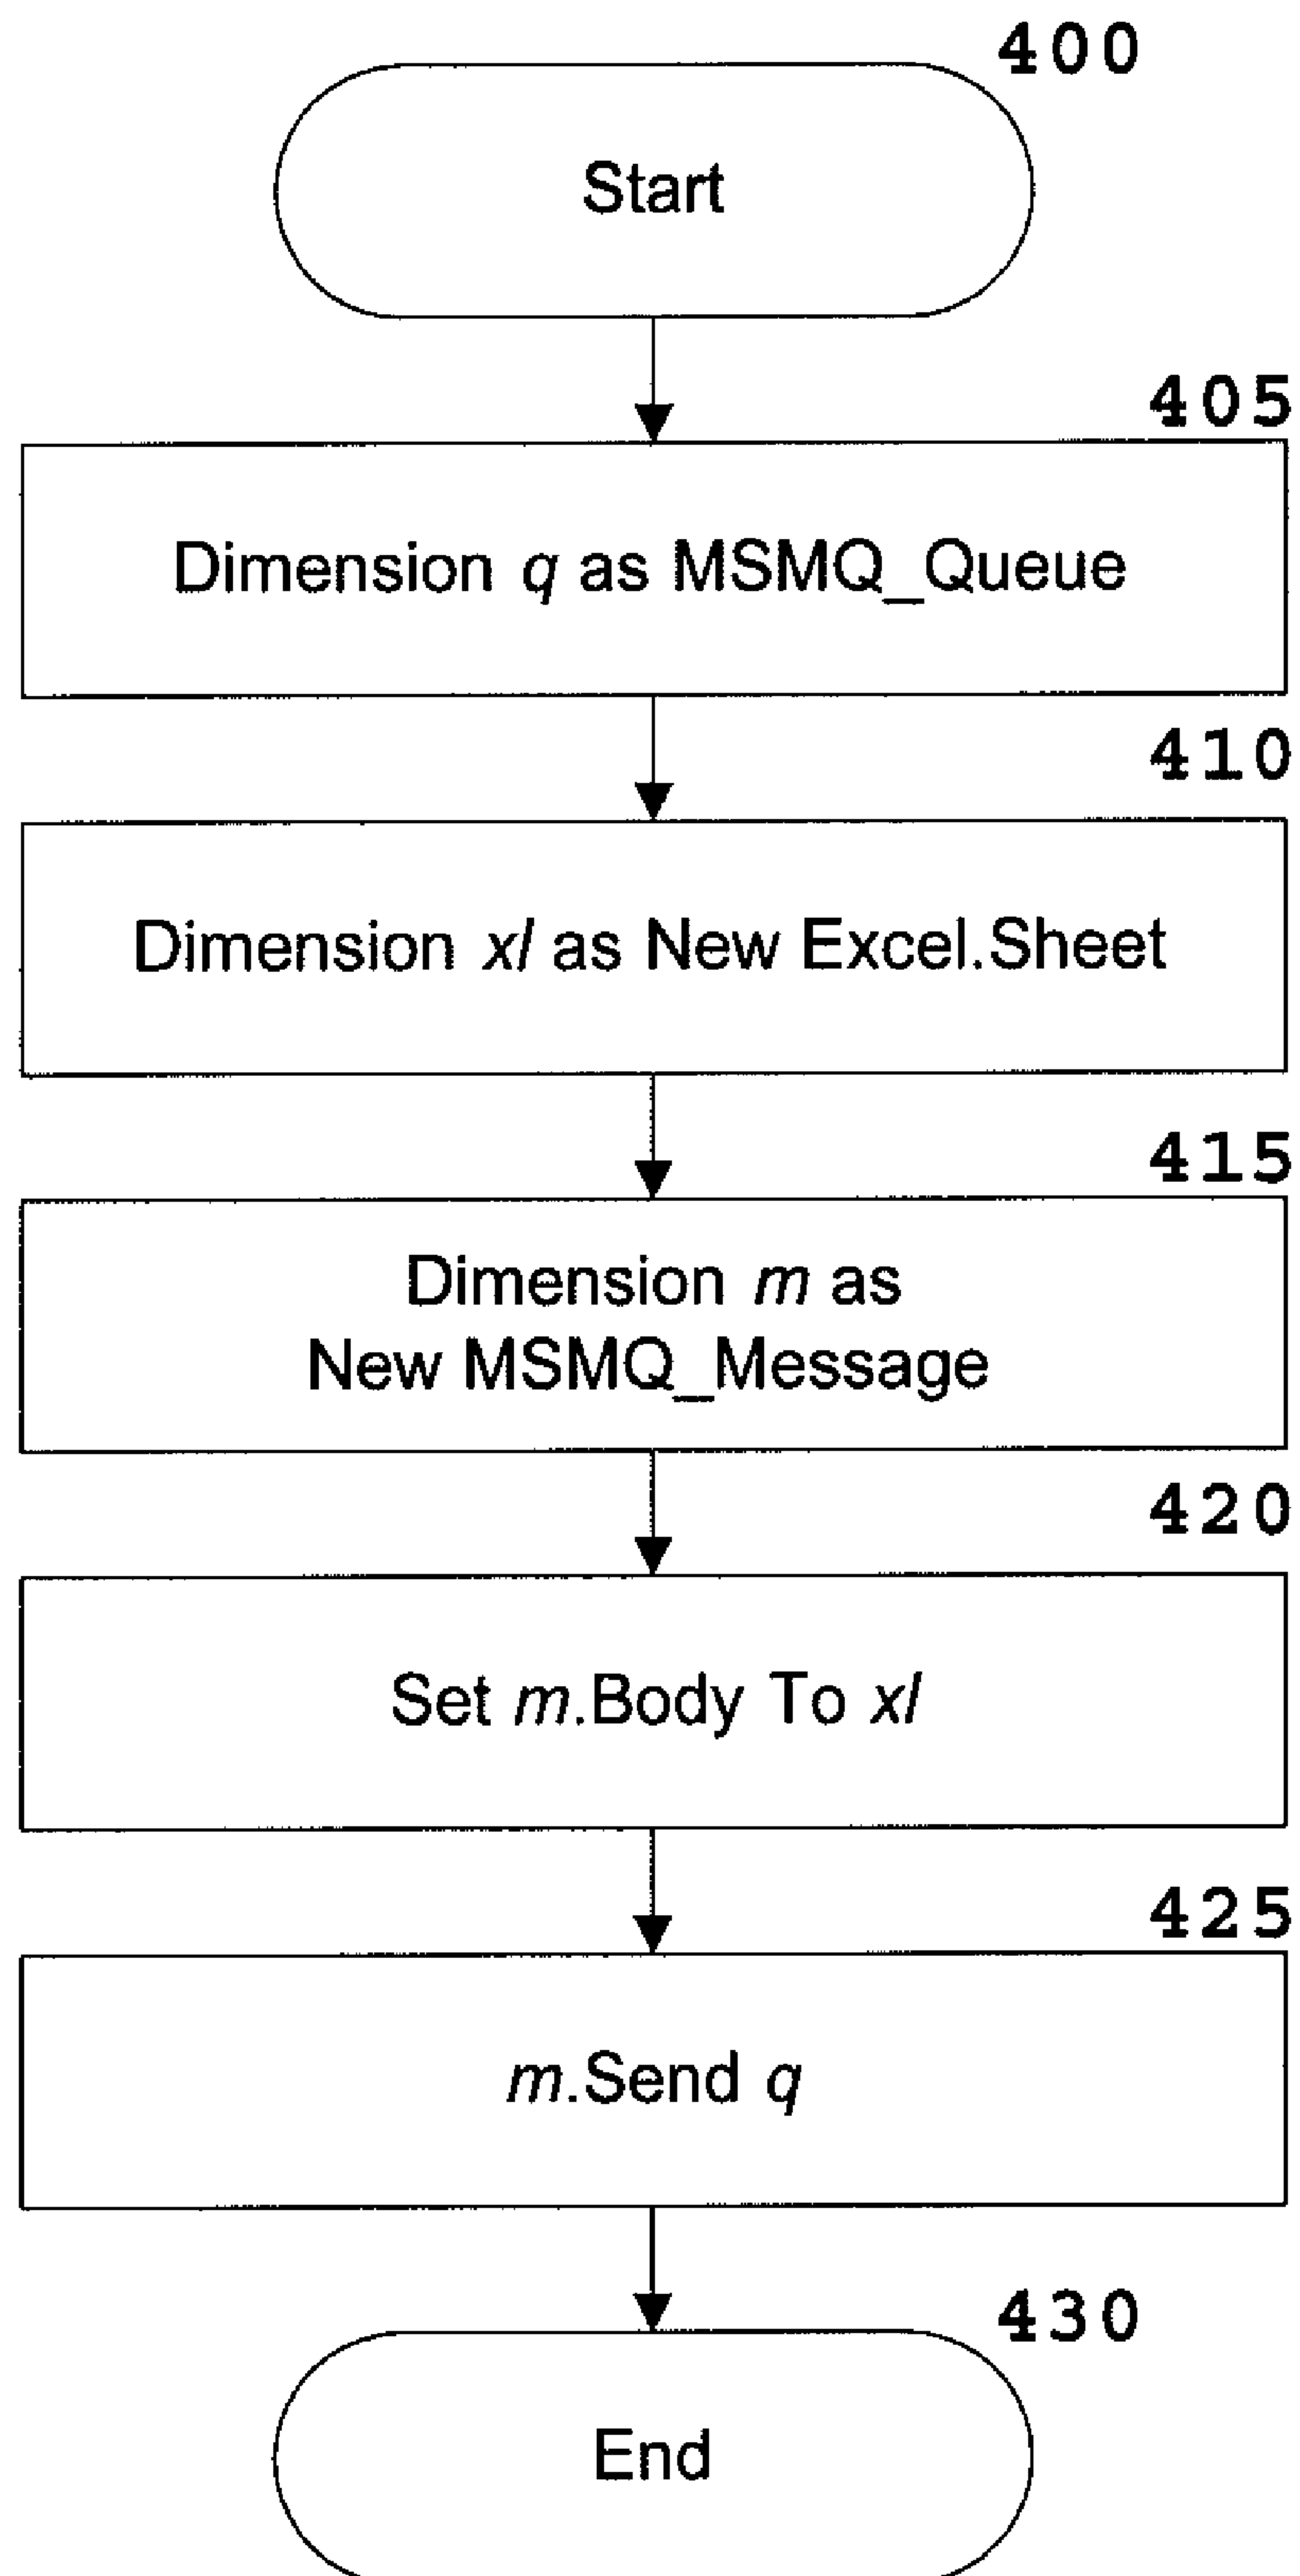 400
Start
405
Dimension q as MSMQ_Queue
410
Dimension xl as New Excel.Sheet
415
Dimension m as
New MSMQ_Message
420
Set m.Body To xl
425
m.Send q
430
End